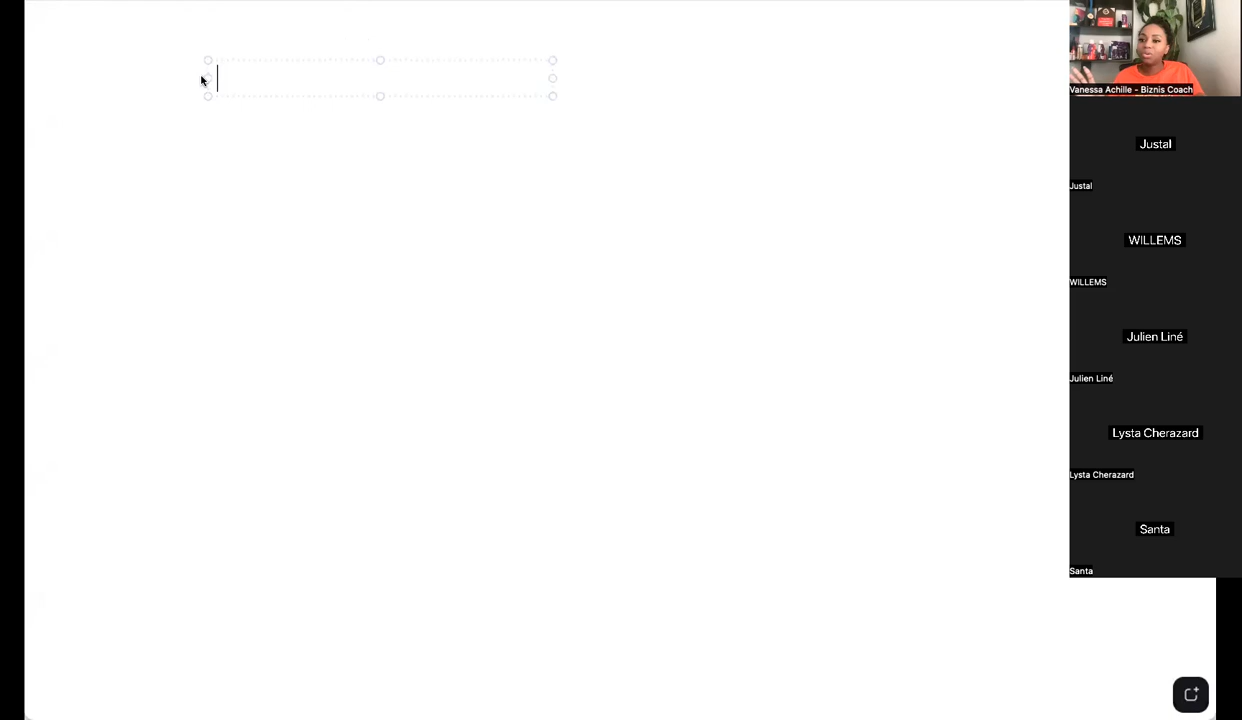 Vanessa Achille - Biznis Coach
Justal
Justal
WILLEMS
WILLEMS
Julien Liné
Julien Liné
Lysta Cherazard
Lysta Cherazard
Santa
Santa